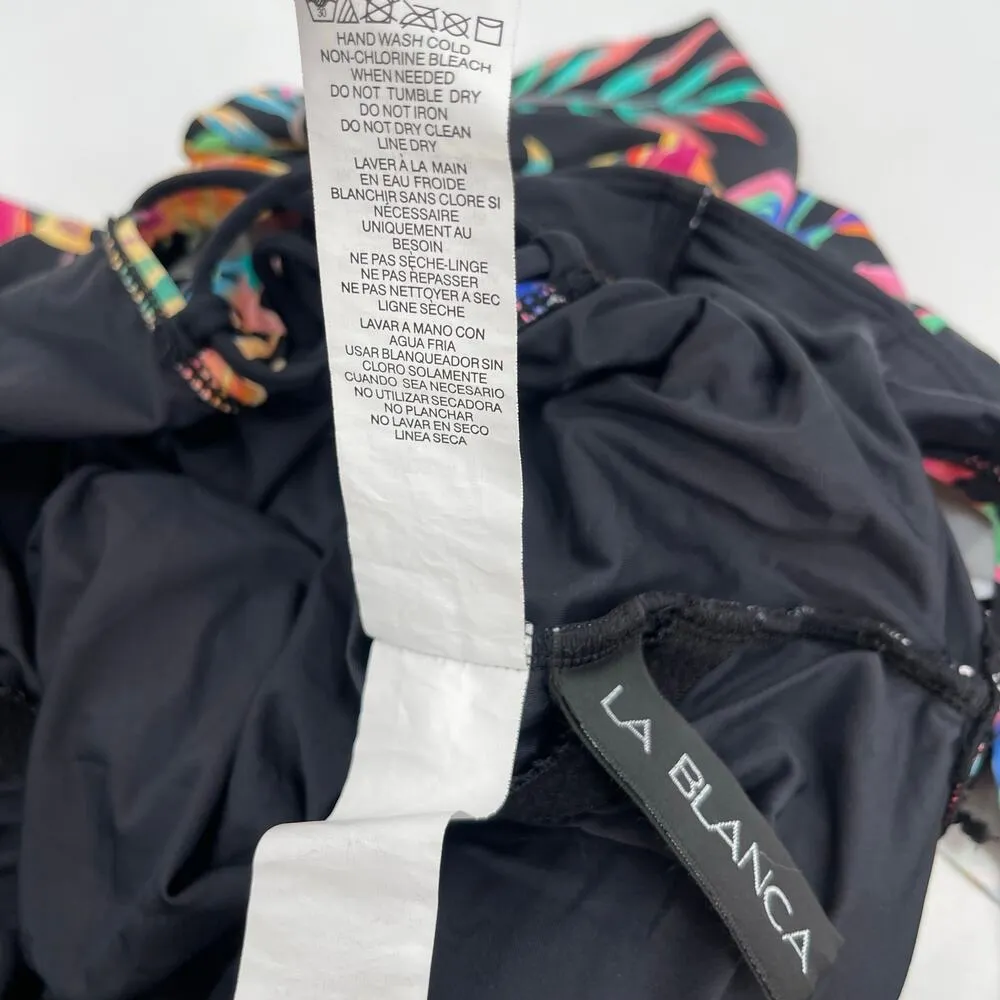 30
HAND WASH COLD
NON-CHLORINE BLEACH
WHEN NEEDED
DO NOT TUMBLE DRY
DO NOT IRON
DO NOT DRY CLEAN
LINE DRY
LAVER À LA MAIN
EN EAU FROIDE
BLANCHIR SANS CLORE SI
NÉCESSAIRE
UNIQUEMENT AU
BESOIN
NE PAS SÈCHE-LINGE
NE PAS REPASSER
NE PAS NETTOYER A SEC
LIGNE SÈCHE
LAVAR A MANO CON
AGUA FRIA
USAR BLANQUEADOR SIN
CLORO SOLAMENTE
CUANDO SEA NECESARIO
NO UTILIZAR SECADORA
NO PLANCHAR
NO LAVAR EN SECO
LINEA SECA
LA BLANCA